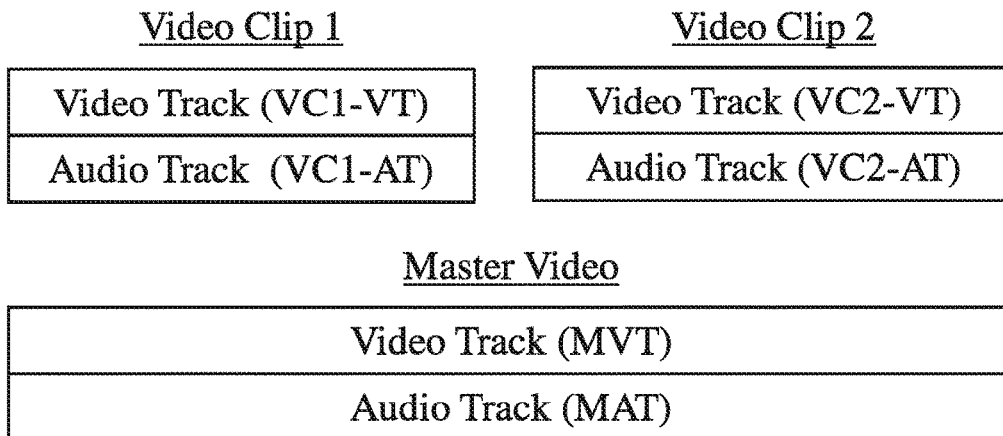 Video Clip 1
Video Clip 2
Video Track (VC1-VT)
Video Track (VC2-VT)
Audio Track (VC1-AT)
Audio Track (VC2-AT)
Master Video
Video Track (MVT)
Audio Track (MAT)